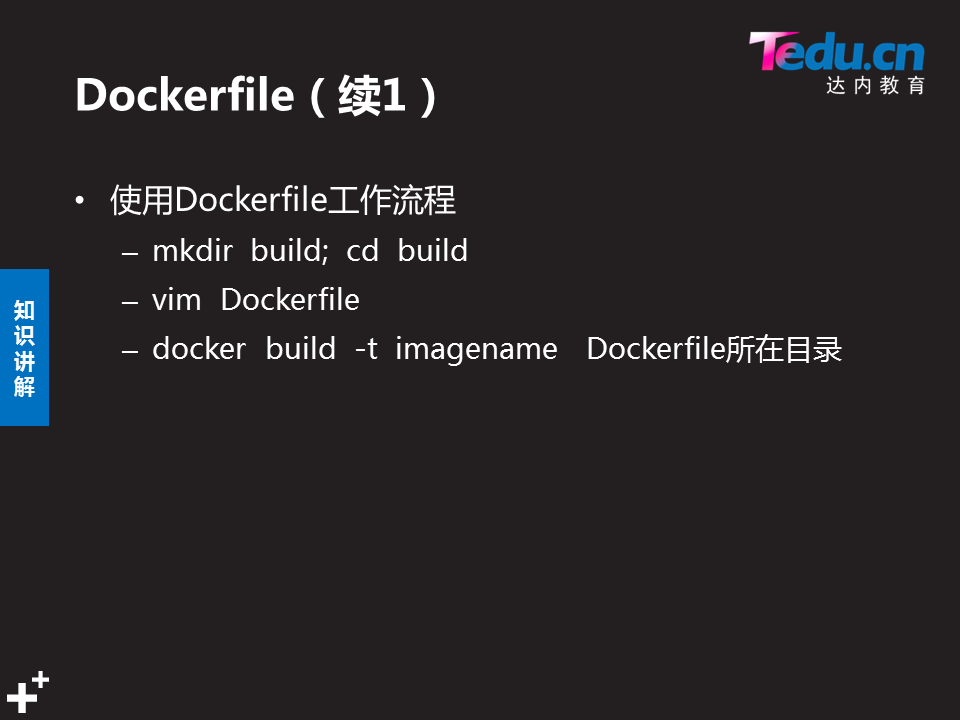 Tedu.cn
达内教育
Dockerfile（续1）
• 使用Dockerfile工作流程
– mkdir build; cd build
– vim Dockerfile
– docker build -t imagename Dockerfile所在目录
知
识
讲
解